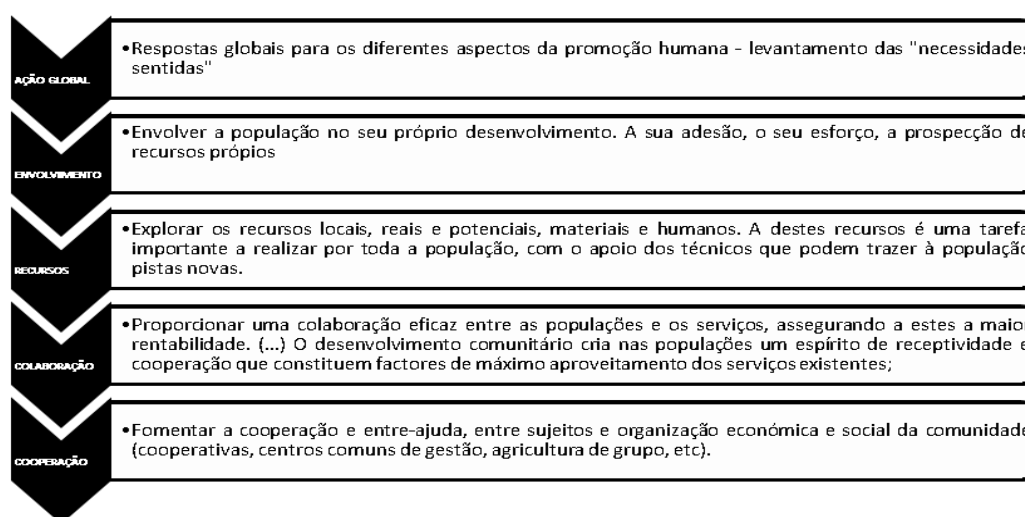 •Respostas globais para os diferentes aspectos da promoção humana - levantamento das "necessidades
sentidas"
AÇÃO GLOBAL
•Envolver a população no seu próprio desenvolvimento. A sua adesão, o seu esforço, a prospecção de
recursos própios
ENVOLVIMENTO
•Explorar os recursos locais, reais e potenciais, materiais e humanos. A destes recursos é uma tarefa
importante a realizar por toda a população, com o apoio dos técnicos que podem trazer à população
pistas novas.
RECURSOS
•Proporcionar uma colaboração eficaz entre as populações e os serviços, assegurando a estes a maior
rentabilidade. (...) O desenvolvimento comunitário cria nas populações um espírito de receptividade e
cooperação que constituem factores de máximo aproveitamento dos serviços existentes;
COLABORAÇÃO
•Fomentar a cooperação e entre-ajuda, entre sujeitos e organização económica e social da comunidade
(cooperativas, centros comuns de gestão, agricultura de grupo, etc).
COOPERAÇÃO